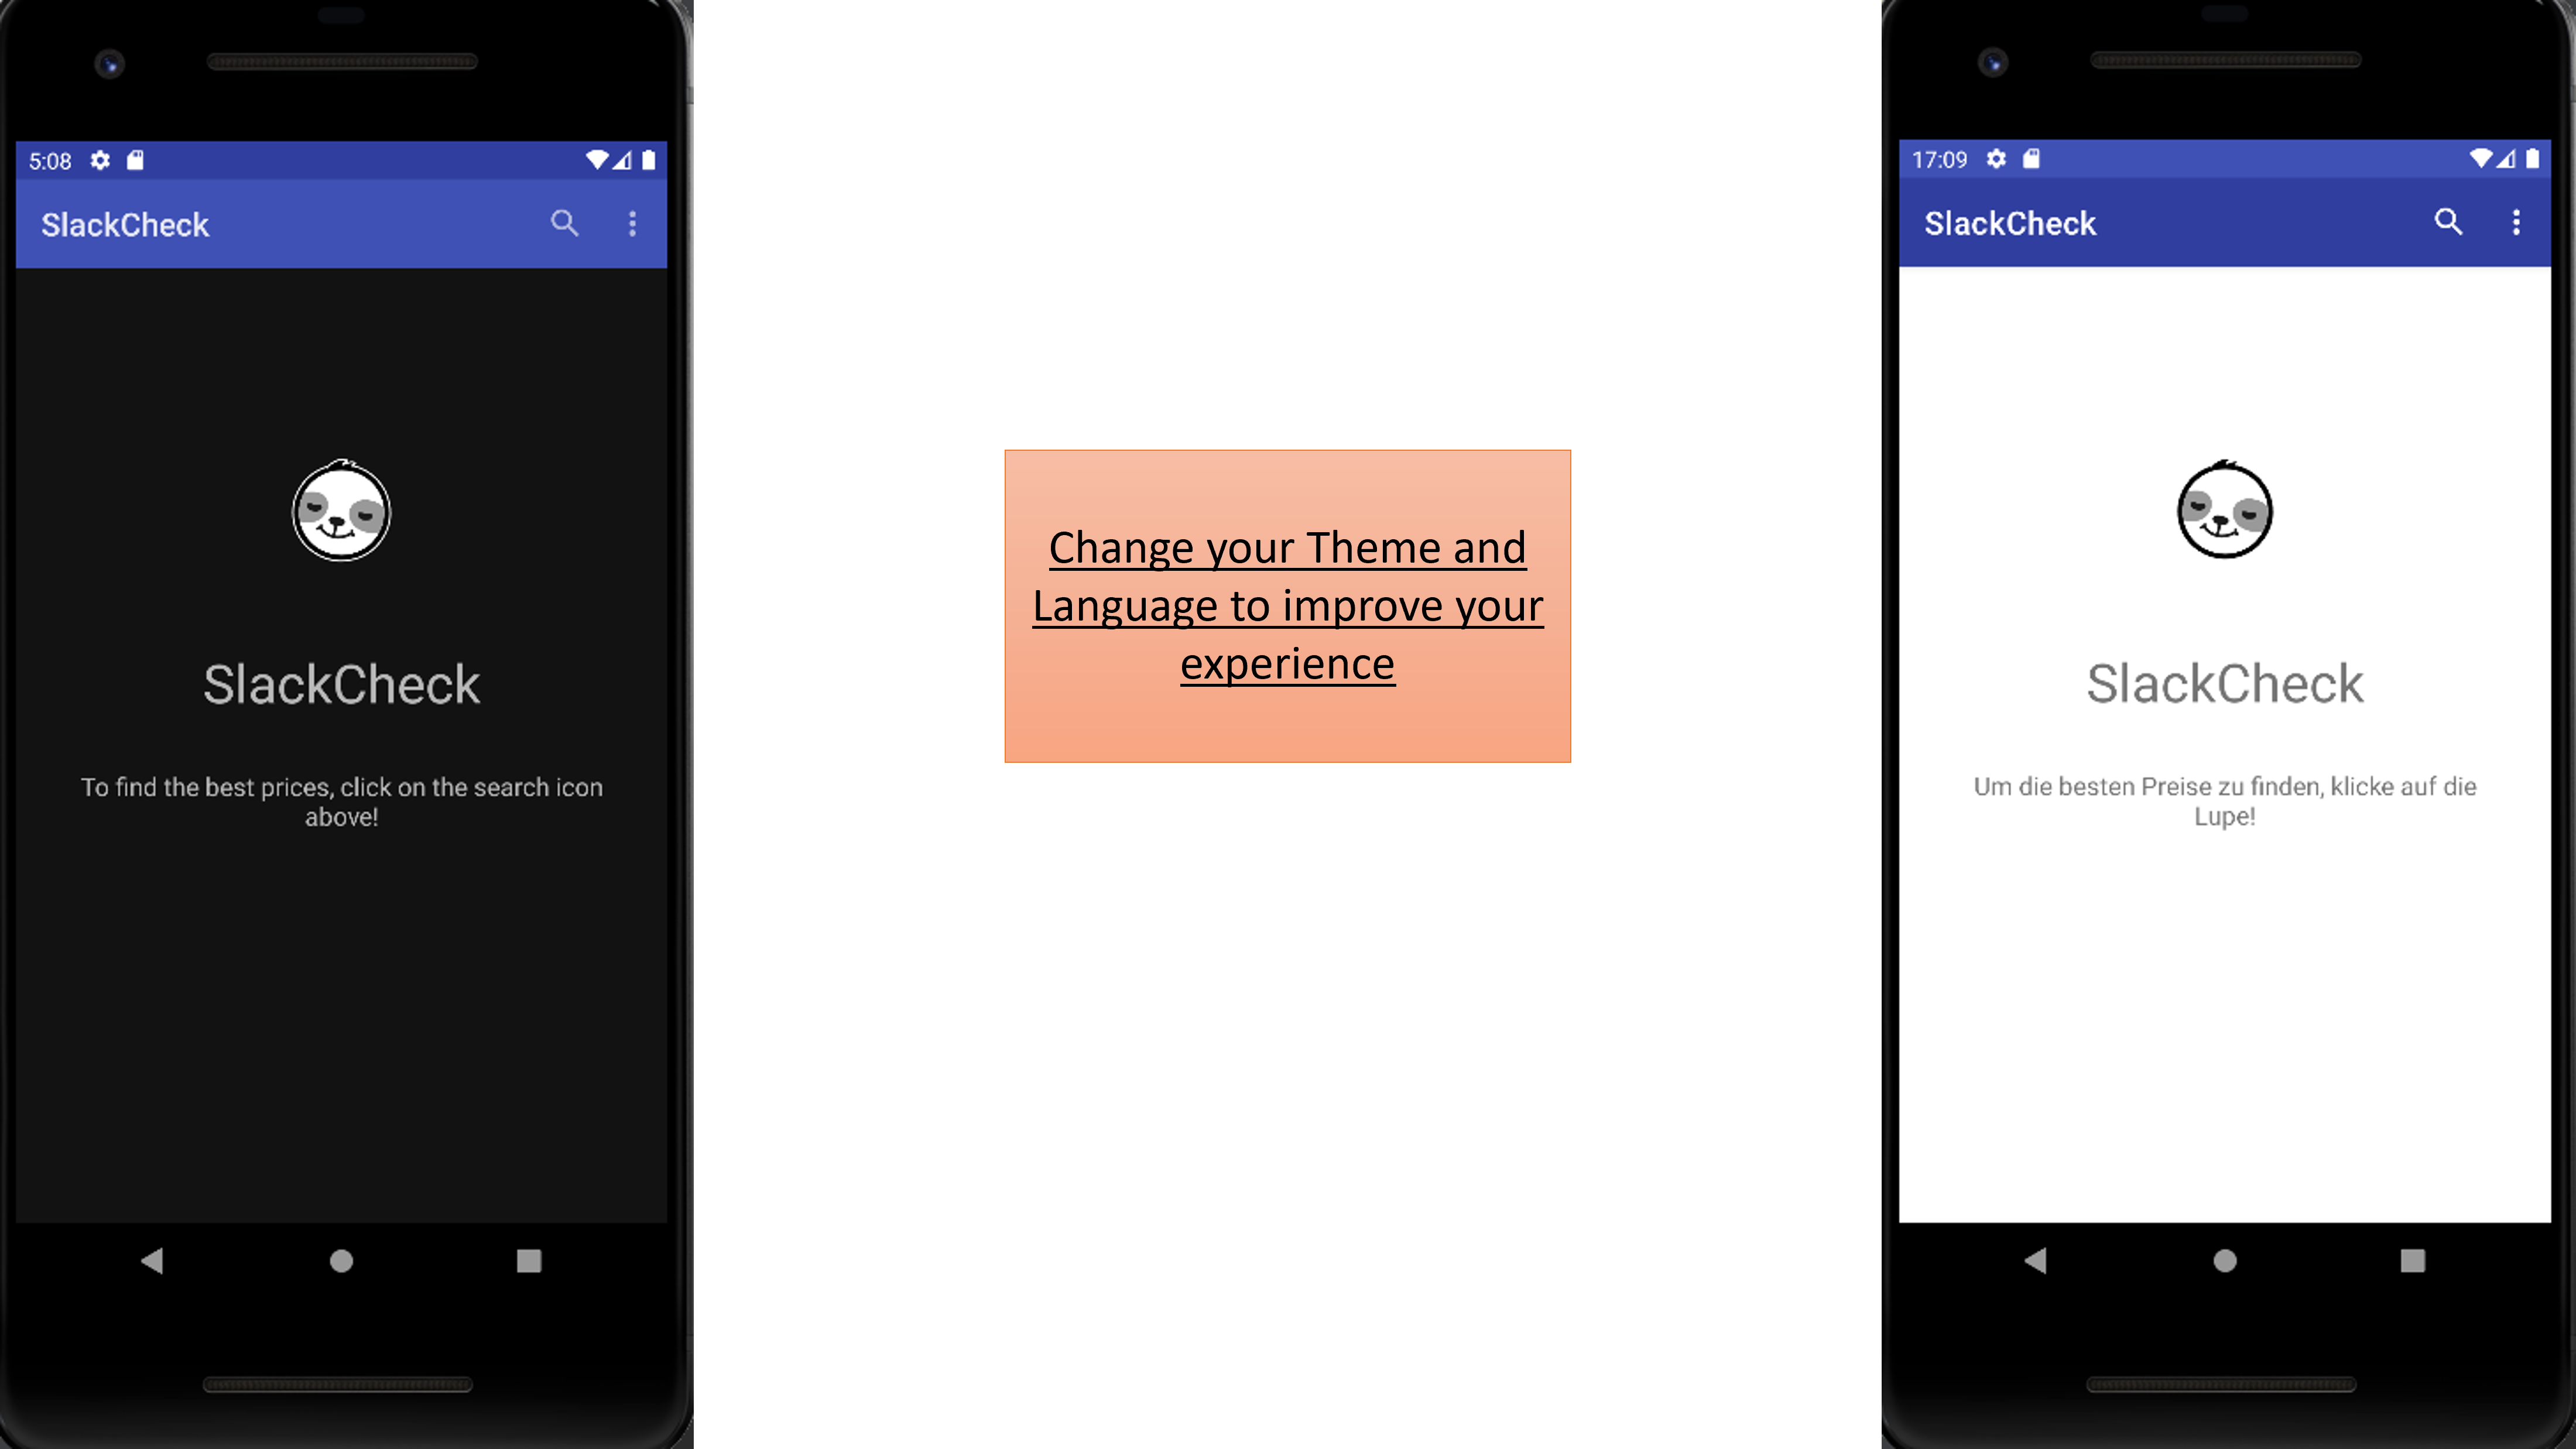 5:08
SlackCheck
SlackCheck
To find the best prices, click on the search icon
above!
Change your Theme and
Language to improve your
experience
17:09
SlackCheck
SlackCheck
Um die besten Preise zu finden, klicke auf die
Lupe!